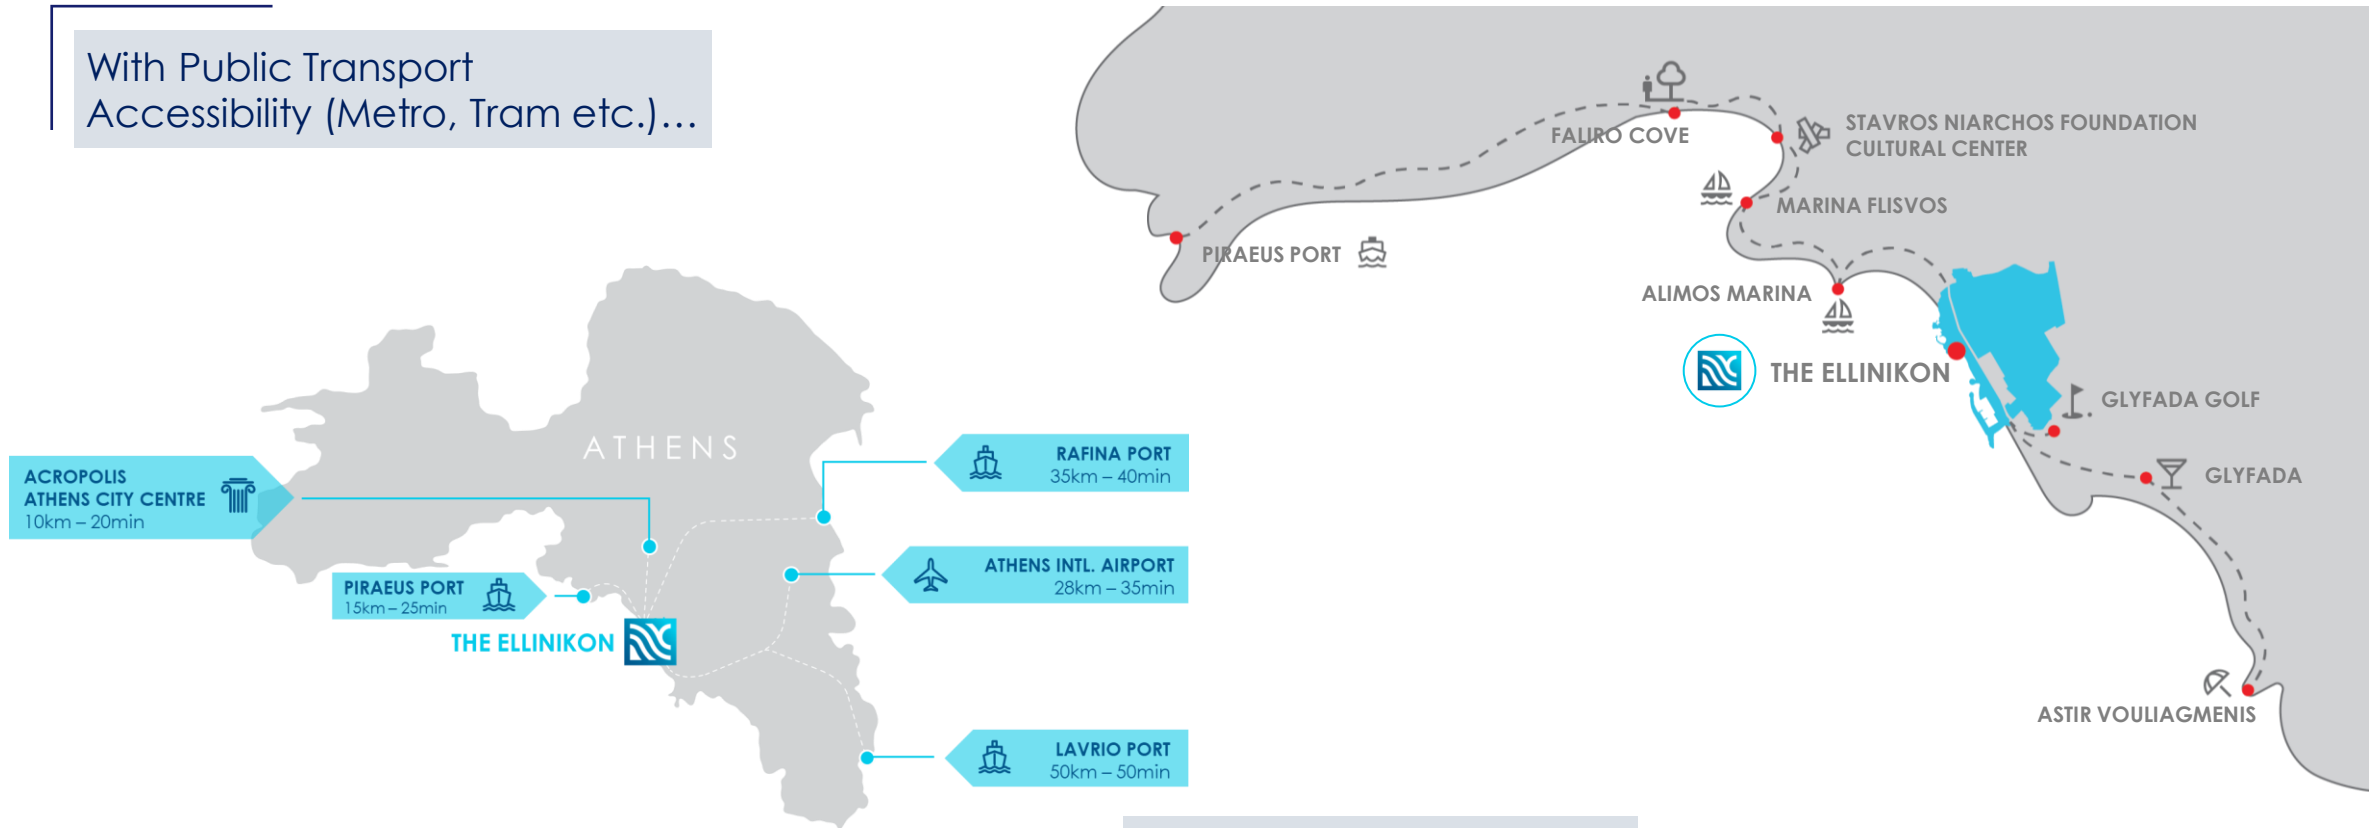 With Public Transport
Accessibility (Metro, Tram etc.)…
ATHENS
ACROPOLIS
ATHENS CITY CENTRE
10km – 20min
PIRAEUS PORT
15km – 25min
THE ELLINIKON
RAFINA PORT
35km – 40min
ATHENS INTL. AIRPORT
28km – 35min
LAVRIO PORT
50km – 50min
FALIRO COVE
STAVROS NIARCHOS FOUNDATION
CULTURAL CENTER
MARINA FLISVOS
PIRAEUS PORT
ALIMOS MARINA
THE ELLINIKON
GLYFADA GOLF
GLYFADA
ASTIR VOULIAGMENIS